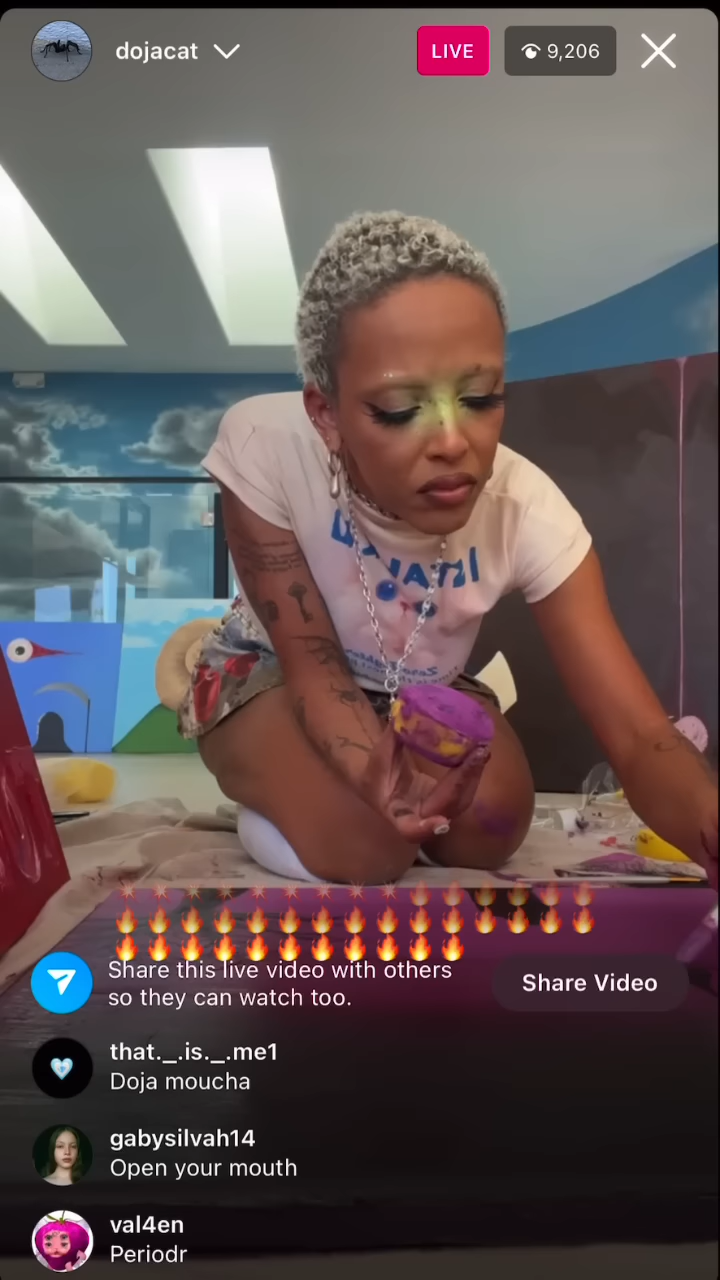 dojacat
LIVE
9,206
Share this live video with others
so they can watch too.
Share Video
that._.is._.me1
Doja moucha
gabysilvah14
Open your mouth
val4en
Periodr